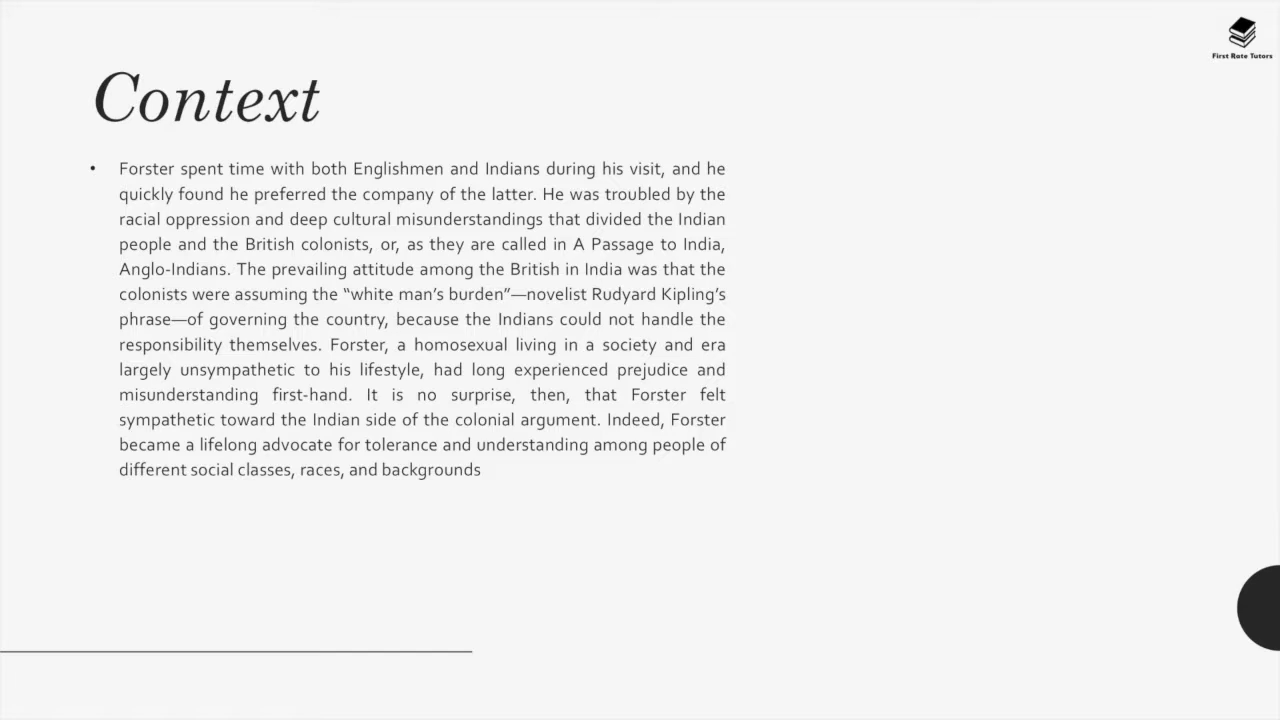 First Rate Tutors
Context
• Forster spent time with both Englishmen and Indians during his visit, and he
quickly found he preferred the company of the latter. He was troubled by the
racial oppression and deep cultural misunderstandings that divided the Indian
people and the British colonists, or, as they are called in A Passage to India,
Anglo-Indians. The prevailing attitude among the British in India was that the
colonists were assuming the “white man’s burden”—novelist Rudyard Kipling’s
phrase—of governing the country, because the Indians could not handle the
responsibility themselves. Forster, a homosexual living in a society and era
largely unsympathetic to his lifestyle, had long experienced prejudice and
misunderstanding first-hand. It is no surprise, then, that Forster felt
sympathetic toward the Indian side of the colonial argument. Indeed, Forster
became a lifelong advocate for tolerance and understanding among people of
different social classes, races, and backgrounds